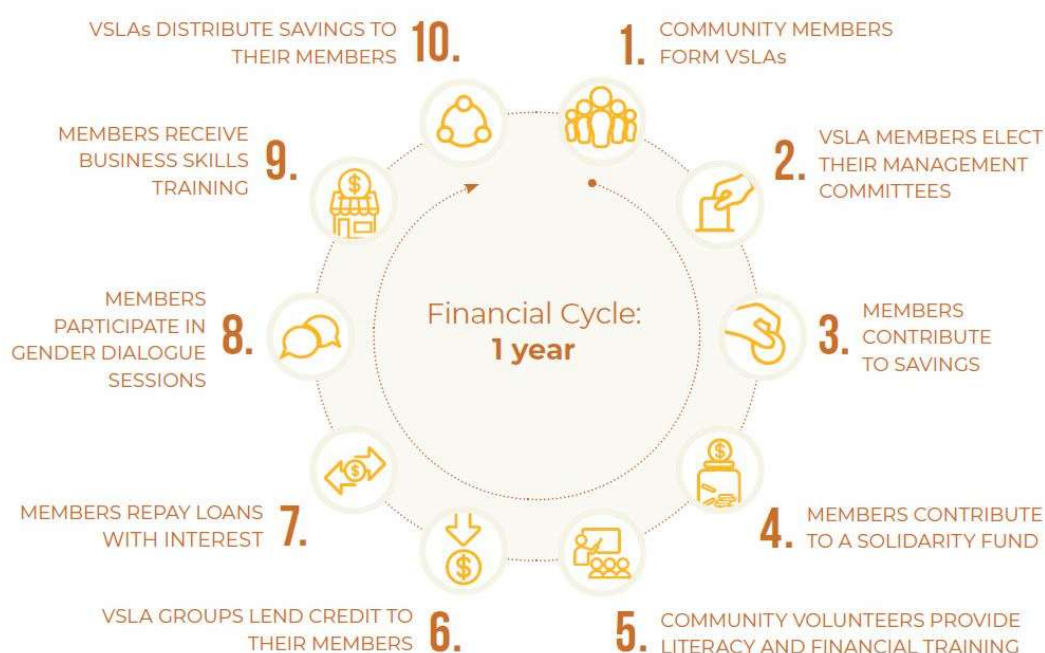 1. COMMUNITY MEMBERS
FORM VSLAs
2. VSLA MEMBERS ELECT
THEIR MANAGEMENT
COMMITTEES
3. MEMBERS
CONTRIBUTE
TO SAVINGS
4. MEMBERS CONTRIBUTE
TO A SOLIDARITY FUND
5. COMMUNITY VOLUNTEERS PROVIDE
LITERACY AND FINANCIAL TRAINING
VSLA GROUPS LEND CREDIT TO
THEIR MEMBERS 6.
MEMBERS REPAY LOANS
WITH INTEREST 7.
MEMBERS
PARTICIPATE IN
GENDER DIALOGUE 8.
SESSIONS
MEMBERS RECEIVE
BUSINESS SKILLS 9.
TRAINING
VSLAs DISTRIBUTE SAVINGS TO
THEIR MEMBERS 10.
Financial Cycle:
1 year
$
$
$
$